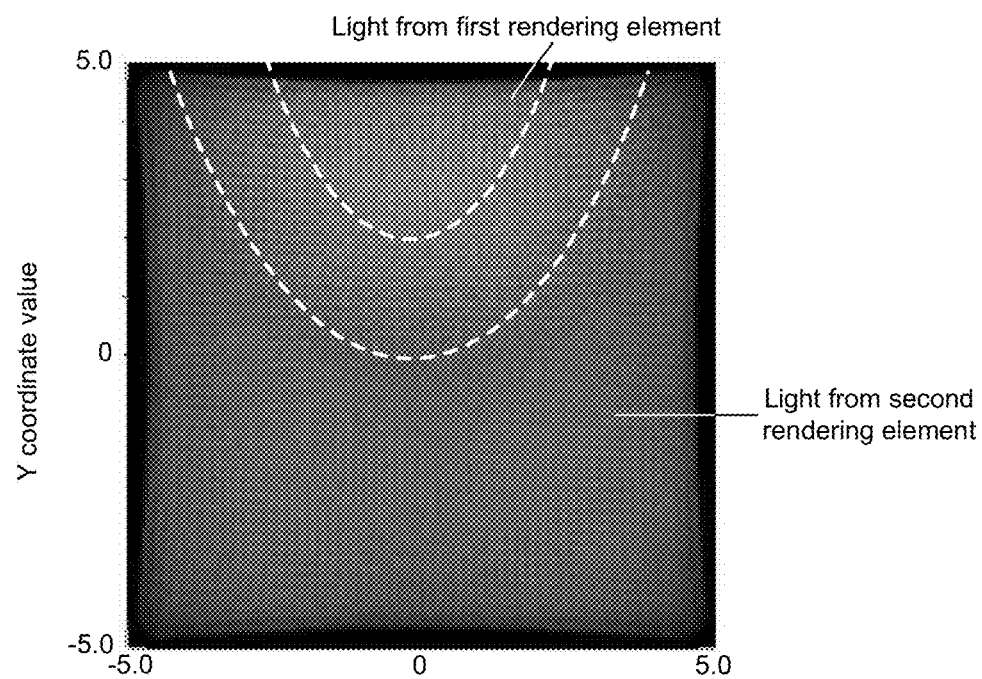 Light from first rendering element
5.0
Y coordinate value
0
Light from second
rendering element
-5.0
-5.0
0
5.0